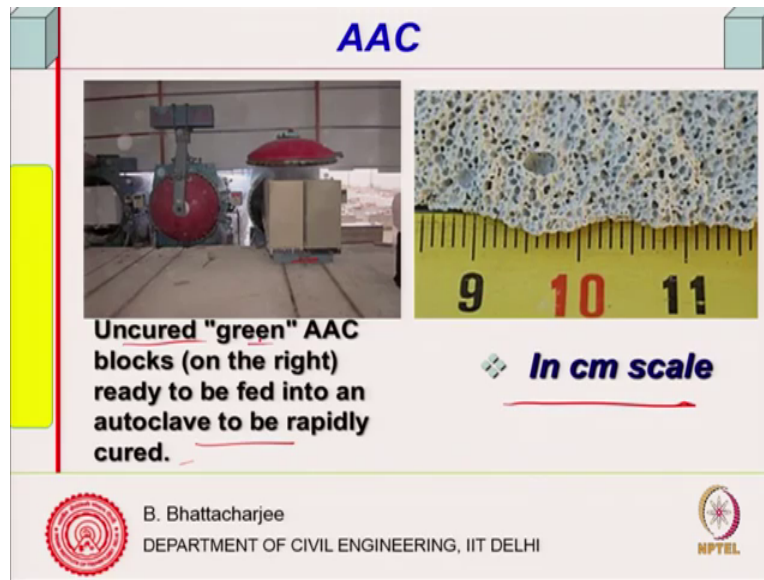 AAC
9 10 11
Uncured "green" AAC
blocks (on the right)
ready to be fed into an
autoclave to be rapidly
cured.
In cm scale
B. Bhattacharjee
DEPARTMENT OF CIVIL ENGINEERING, IIT DELHI
NPTEL